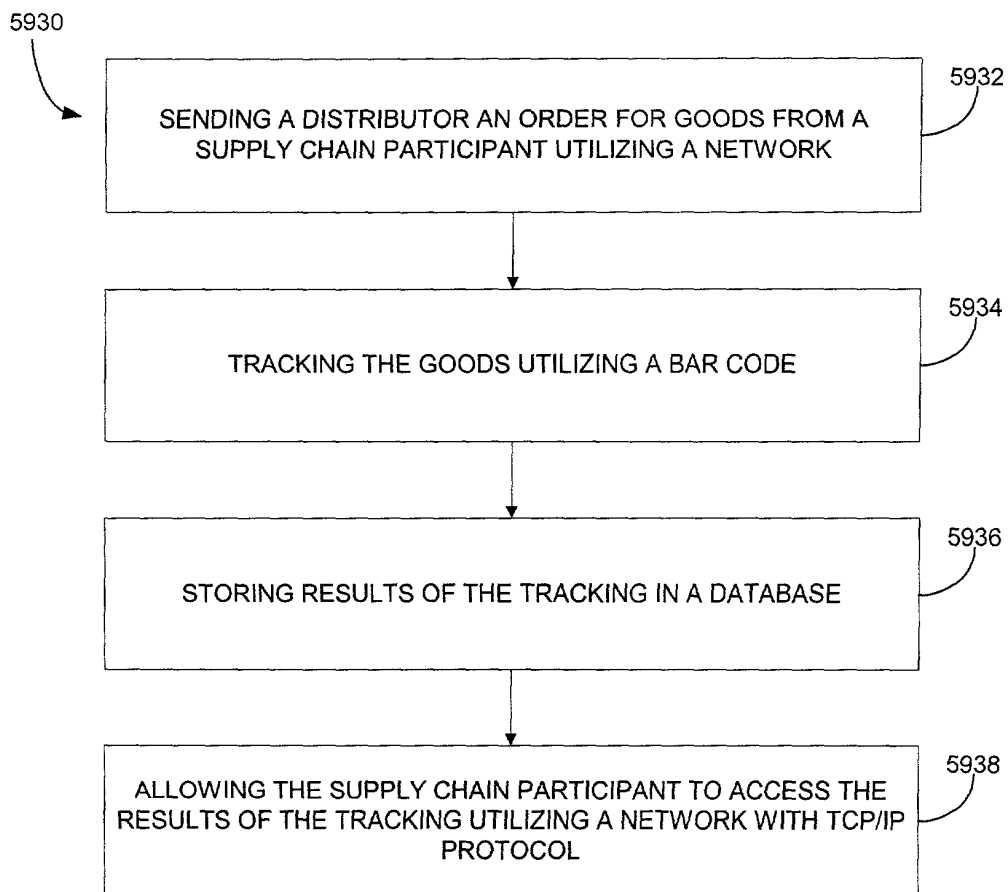 5930
5932
SENDING A DISTRIBUTOR AN ORDER FOR GOODS FROM A
SUPPLY CHAIN PARTICIPANT UTILIZING A NETWORK
5934
TRACKING THE GOODS UTILIZING A BAR CODE
5936
STORING RESULTS OF THE TRACKING IN A DATABASE
5938
ALLOWING THE SUPPLY CHAIN PARTICIPANT TO ACCESS THE
RESULTS OF THE TRACKING UTILIZING A NETWORK WITH TCP/IP
PROTOCOL